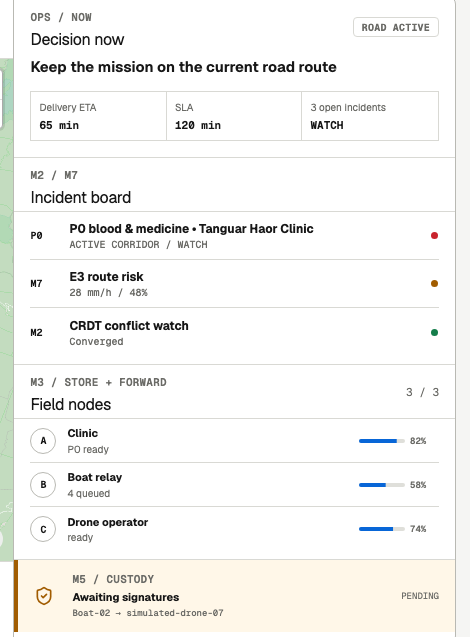 OPS / NOW
ROAD ACTIVE
Decision now
Keep the mission on the current road route
Delivery ETA
65 min
SLA
120 min
3 open incidents
WATCH
M2 / M7
Incident board
P0
P0 blood & medicine • Tanguar Haor Clinic
ACTIVE CORRIDOR / WATCH
M7
E3 route risk
28 mm/h / 48%
M2
CRDT conflict watch
Converged
M3 / STORE + FORWARD
3 / 3
Field nodes
A
Clinic
P0 ready
82%
B
Boat relay
4 queued
58%
C
Drone operator
ready
74%
M5 / CUSTODY
Awaiting signatures
PENDING
Boat-02 → simulated-drone-07